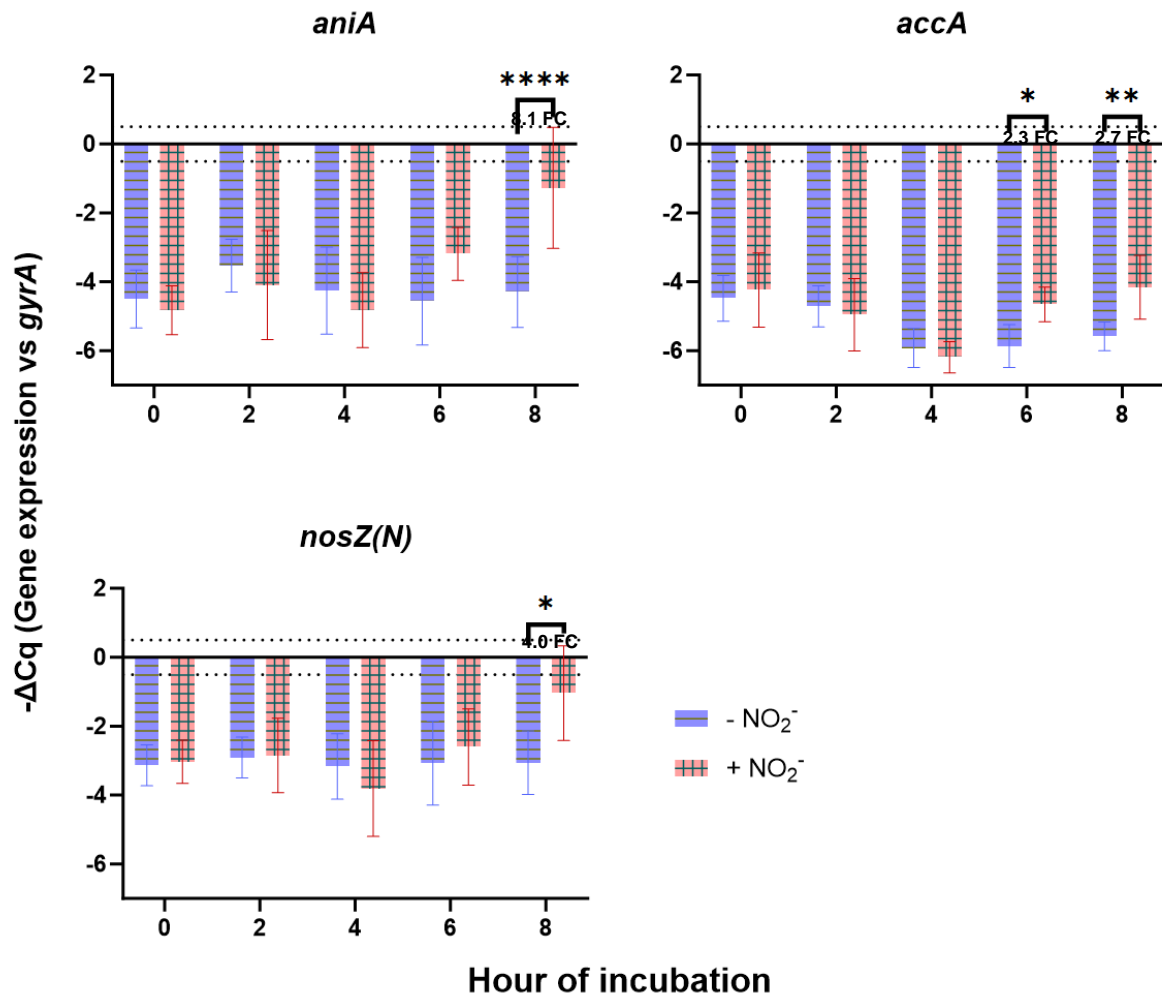 aniA
accA
****
8.1 FC
*
2.3 FC
**
2.7 FC
2
0
-2
-4
-6
0 2 4 6 8
2
0
-2
-4
-6
0 2 4 6 8
-ΔCq (Gene expression vs gyrA)
nosZ(N)
*
4.0 FC
2
0
-2
-4
-6
0 2 4 6 8
- NO₂⁻
+ NO₂⁻
Hour of incubation